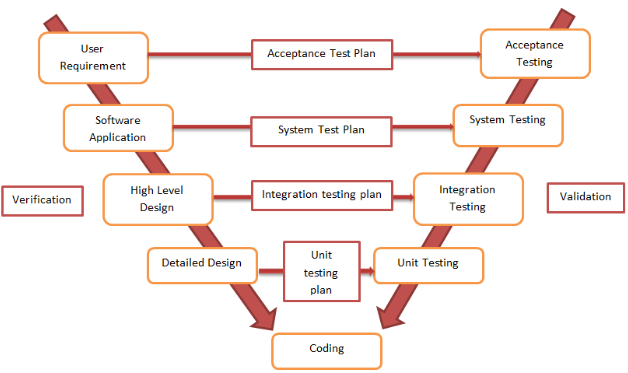 User
Requirement
Acceptance Test Plan
Acceptance
Testing
Software
Application
System Test Plan
System Testing
Verification
High Level
Design
Integration testing plan
Integration
Testing
Validation
Detailed Design
Unit
testing
plan
Unit Testing
Coding